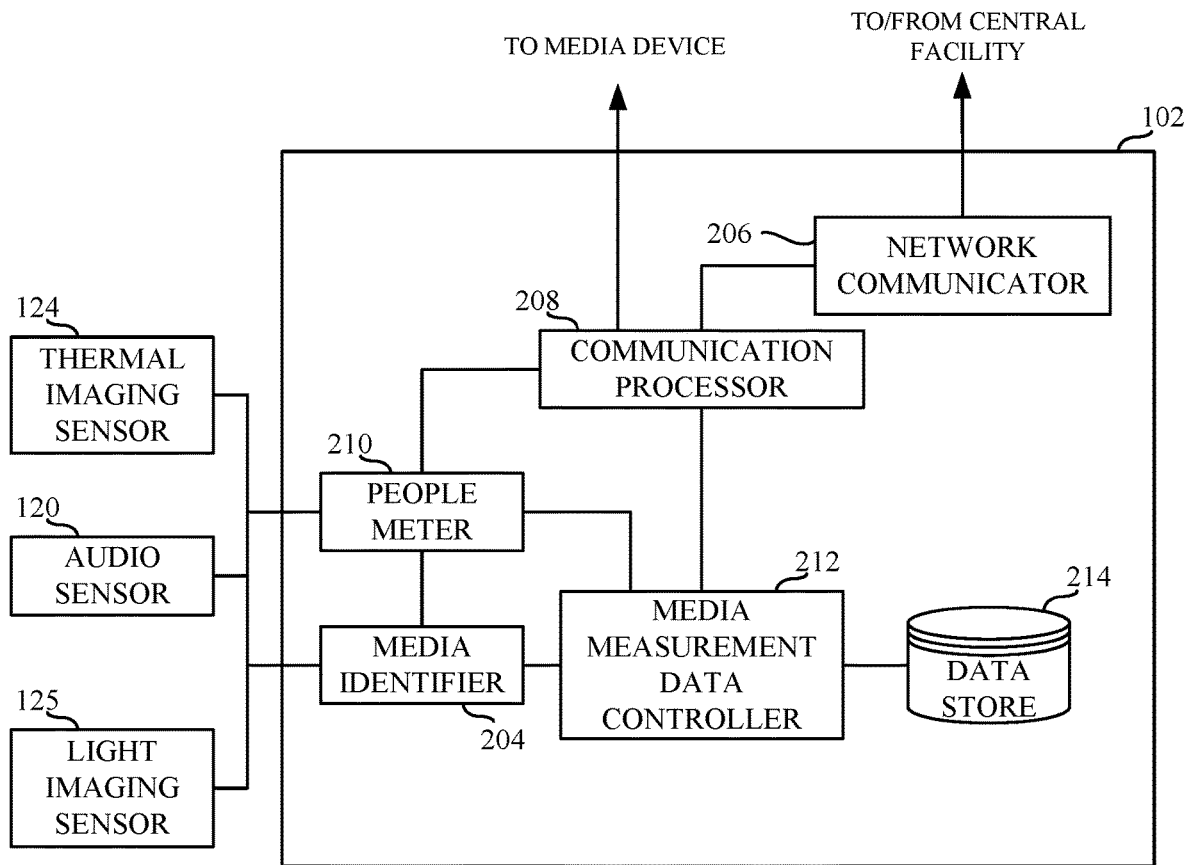 TO MEDIA DEVICE
TO/FROM CENTRAL
FACILITY
102
206
NETWORK
COMMUNICATOR
208
COMMUNICATION
PROCESSOR
124
THERMAL
IMAGING
SENSOR
210
PEOPLE
METER
120
AUDIO
SENSOR
212
MEDIA
MEASUREMENT
DATA
CONTROLLER
214
DATA
STORE
MEDIA
IDENTIFIER
204
125
LIGHT
IMAGING
SENSOR